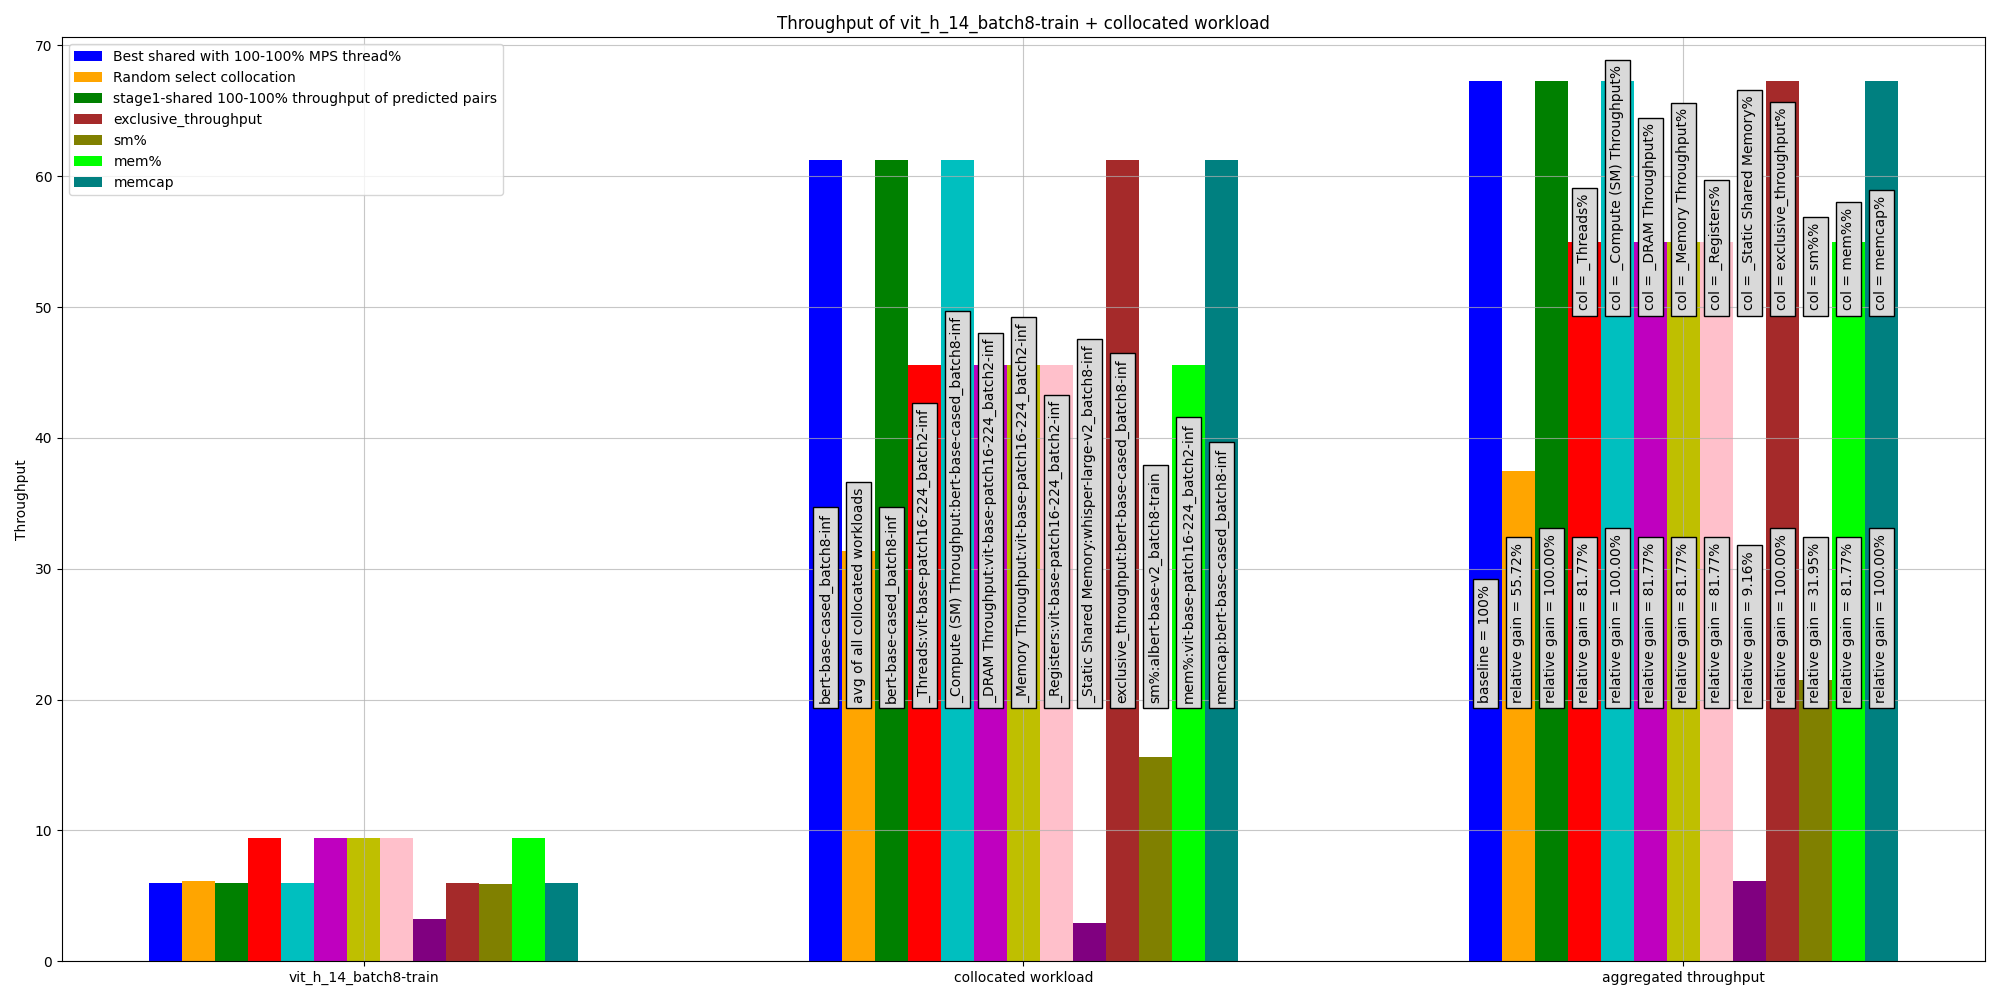 Throughput of vit_h_14_batch8-train + collocated workload
Best shared with 100-100% MPS thread%
Random select collocation
stage1-shared 100-100% throughput of predicted pairs
exclusive_throughput
sm%
mem%
memcap
Throughput
70
60
50
40
30
20
10
0
bert-base-cased_batch8-inf
avg of all collocated workloads
bert-base-cased_batch8-inf
_Threads:vit-base-patch16-224_batch2-inf
_Compute (SM) Throughput:bert-base-cased_batch8-inf
_DRAM Throughput:vit-base-patch16-224_batch2-inf
_Memory Throughput:vit-base-patch16-224_batch2-inf
_Registers:vit-base-patch16-224_batch2-inf
_Static Shared Memory:whisper-large-v2_batch8-inf
exclusive_throughput:bert-base-cased_batch8-inf
sm%:albert-base-v2_batch8-train
mem%:vit-base-patch16-224_batch2-inf
memcap:bert-base-cased_batch8-inf
col = _Threads%
col = _Compute (SM) Throughput%
col = _DRAM Throughput%
col = _Memory Throughput%
col = _Registers%
col = _Static Shared Memory%
col = exclusive_throughput%
col = sm%%
col = mem%%
col = memcap%
baseline = 100%
relative gain = 55.72%
relative gain = 100.00%
relative gain = 81.77%
relative gain = 100.00%
relative gain = 81.77%
relative gain = 81.77%
relative gain = 81.77%
relative gain = 9.16%
relative gain = 100.00%
relative gain = 31.95%
relative gain = 81.77%
relative gain = 100.00%
vit_h_14_batch8-train
collocated workload
aggregated throughput